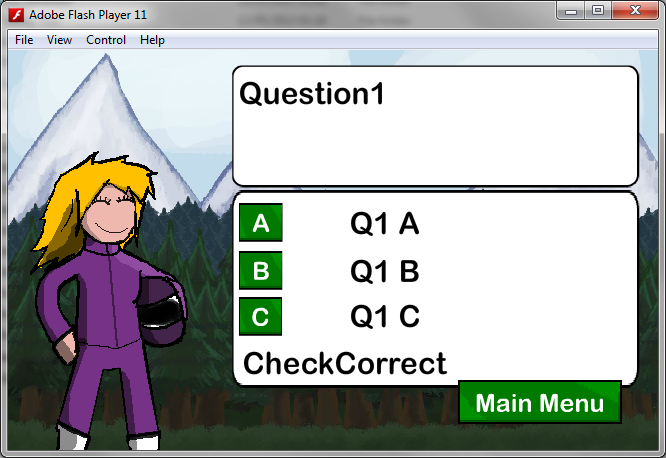 Adobe Flash Player 11
File View Control Help
Question1
A Q1 A
B Q1 B
C Q1 C
CheckCorrect
Main Menu